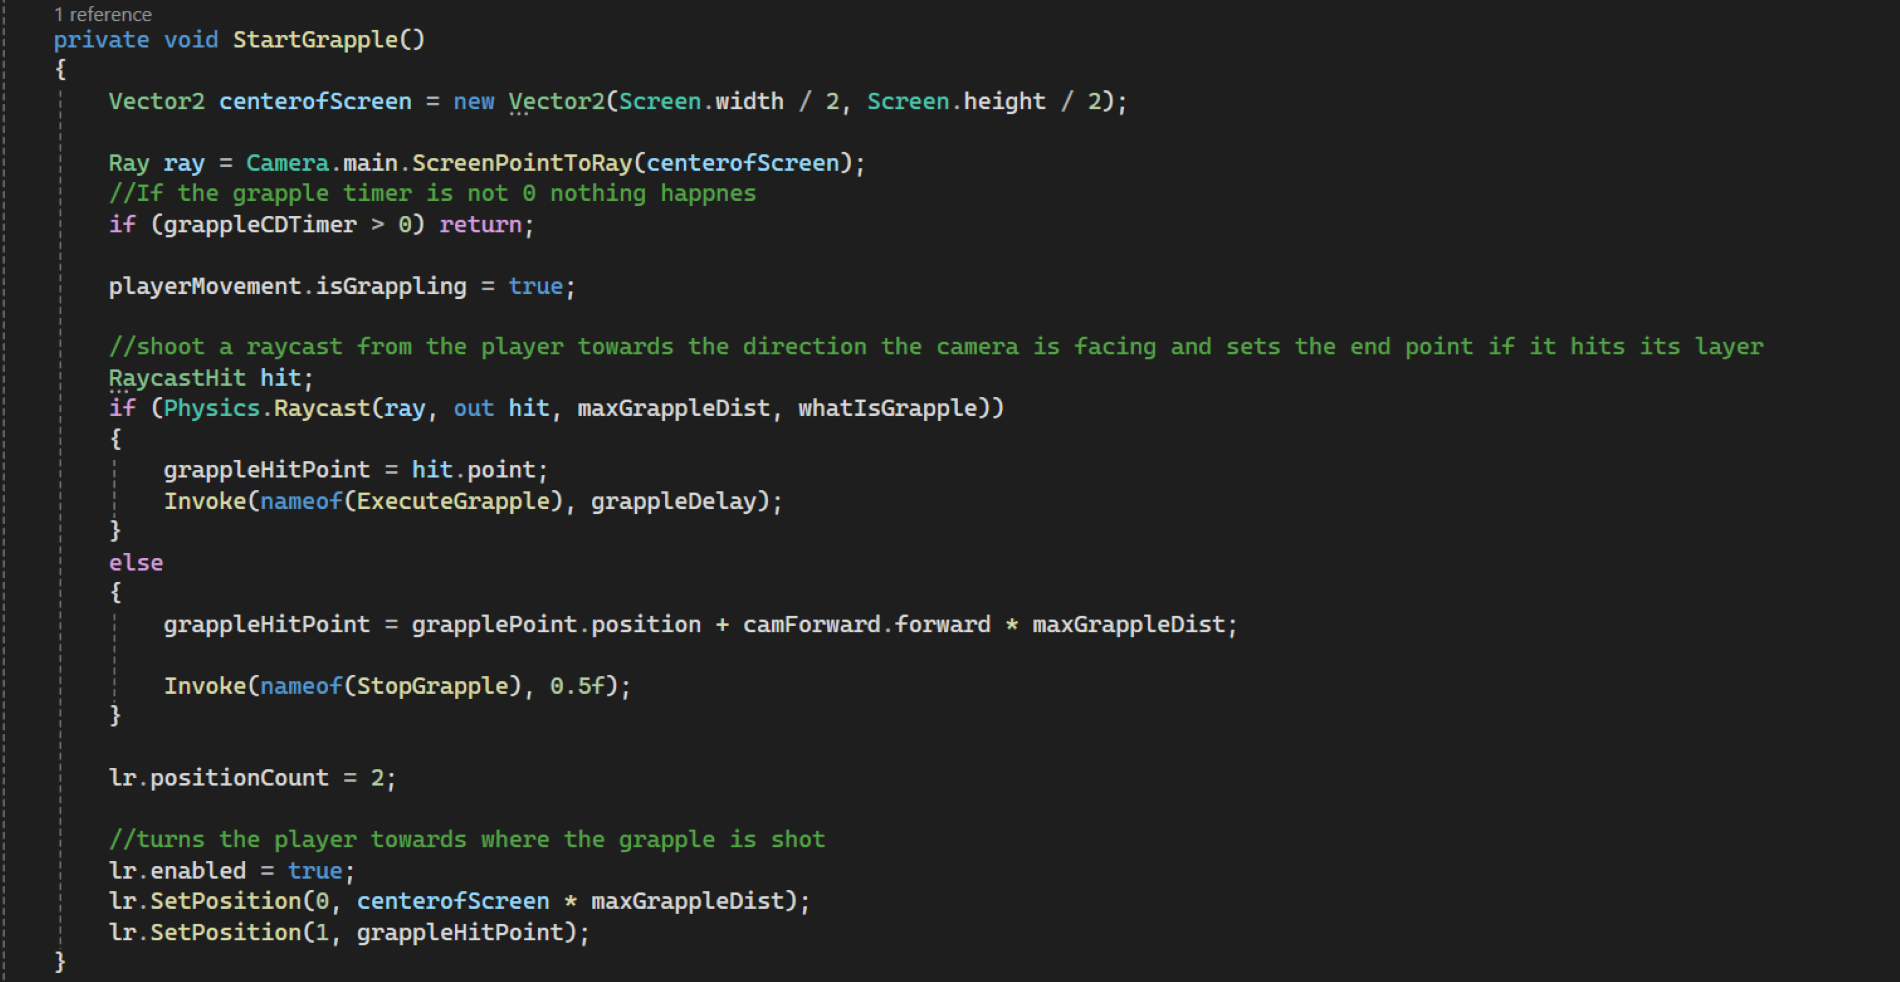 1 reference
private void StartGrapple()
{
Vector2 centerofScreen = new Vector2(Screen.width / 2, Screen.height / 2);
Ray ray = Camera.main.ScreenPointToRay(centerofScreen);
//If the grapple timer is not 0 nothing happnes
if (grappleCDTimer > 0) return;
playerMovement.isGrappling = true;
//shoot a raycast from the player towards the direction the camera is facing and sets the end point if it hits its layer
RaycastHit hit;
if (Physics.Raycast(ray, out hit, maxGrappleDist, whatIsGrapple))
{
grappleHitPoint = hit.point;
Invoke(nameof(ExecuteGrapple), grappleDelay);
}
else
{
grappleHitPoint = grapplePoint.position + camForward.forward * maxGrappleDist;
Invoke(nameof(StopGrapple), 0.5f);
}
lr.positionCount = 2;
//turns the player towards where the grapple is shot
lr.enabled = true;
lr.SetPosition(0, centerofScreen * maxGrappleDist);
lr.SetPosition(1, grappleHitPoint);
}